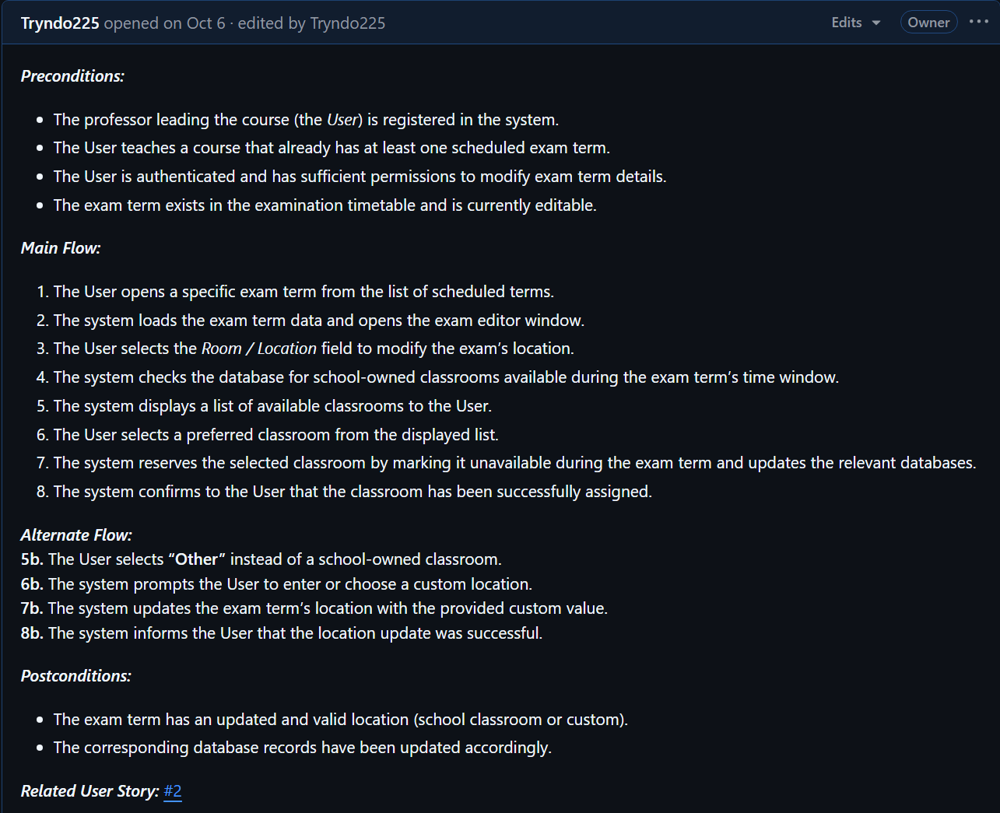 Tryndo225 opened on Oct 6 · edited by Tryndo225
Edits
Owner
Preconditions:
• The professor leading the course (the User) is registered in the system.
• The User teaches a course that already has at least one scheduled exam term.
• The User is authenticated and has sufficient permissions to modify exam term details.
• The exam term exists in the examination timetable and is currently editable.
Main Flow:
1. The User opens a specific exam term from the list of scheduled terms.
2. The system loads the exam term data and opens the exam editor window.
3. The User selects the Room / Location field to modify the exam’s location.
4. The system checks the database for school-owned classrooms available during the exam term’s time window.
5. The system displays a list of available classrooms to the User.
6. The User selects a preferred classroom from the displayed list.
7. The system reserves the selected classroom by marking it unavailable during the exam term and updates the relevant databases.
8. The system confirms to the User that the classroom has been successfully assigned.
Alternate Flow:
5b. The User selects “Other” instead of a school-owned classroom.
6b. The system prompts the User to enter or choose a custom location.
7b. The system updates the exam term’s location with the provided custom value.
8b. The system informs the User that the location update was successful.
Postconditions:
• The exam term has an updated and valid location (school classroom or custom).
• The corresponding database records have been updated accordingly.
Related User Story: #2